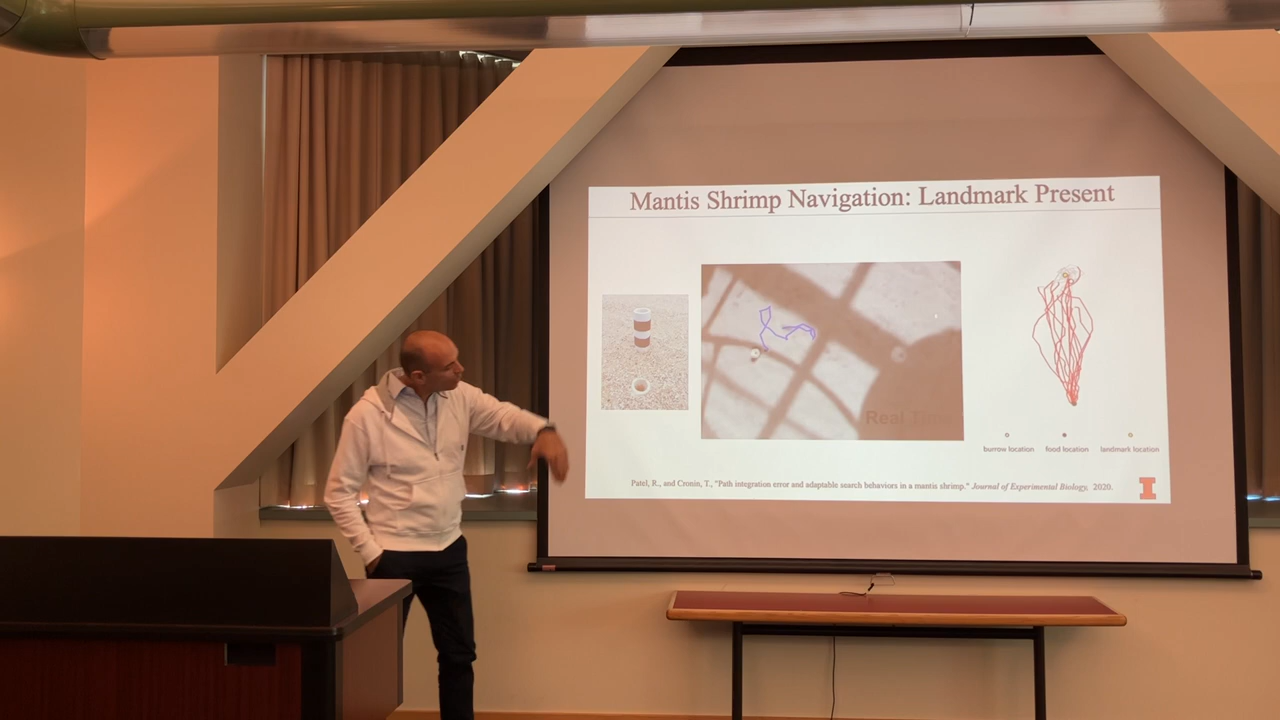 Mantis Shrimp Navigation: Landmark Present
Real Time
burrow location
food location
landmark location
Patel, R., and Cronin, T., "Path integration error and adaptable search behaviors in a mantis shrimp." Journal of Experimental Biology, 2020.
I